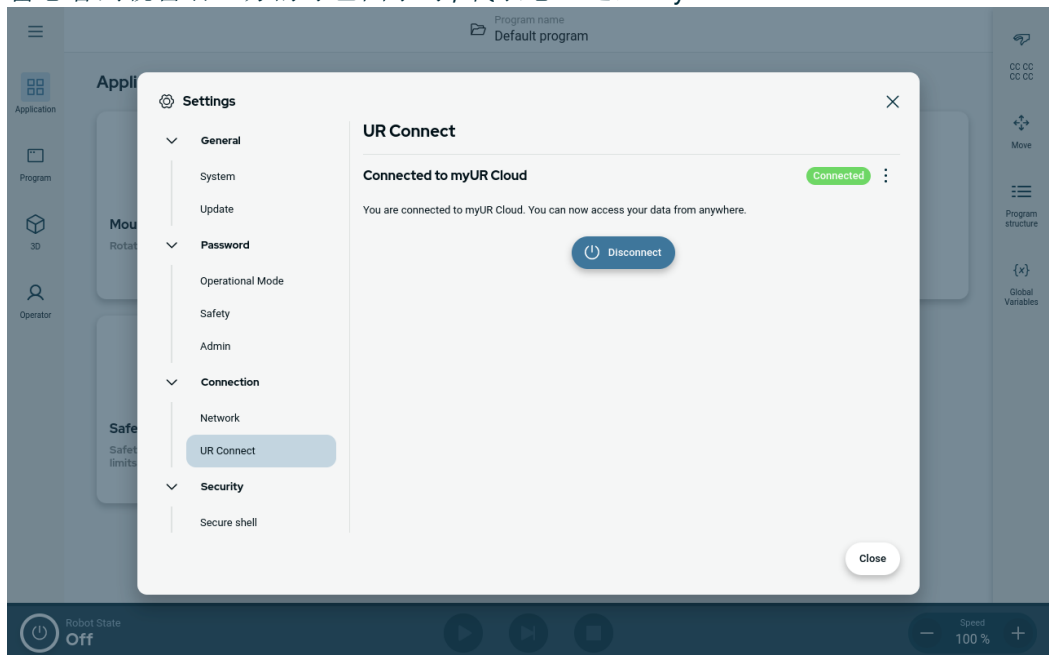 Program name
Default program
CC CC
CC CC
Appli
Application
Settings
General
System
Update
Password
Operational Mode
Safety
Admin
Connection
Network
UR Connect
Security
Secure shell
UR Connect
Connected to myUR Cloud
Connected
You are connected to myUR Cloud. You can now access your data from anywhere.
Disconnect
Close
Program
3D
Operator
Mou
Rotat
Safe
Safet
limits
Move
Program
structure
{x}
Global
Variables
Robot State
Off
Speed
100 %